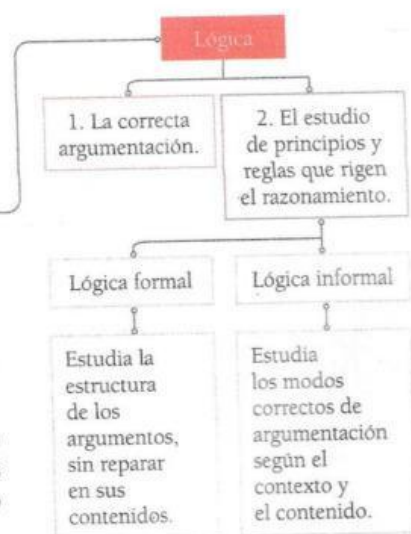 Lógica
1. La correcta
argumentación.
2. El estudio
de principios y
reglas que rigen
el razonamiento.
Lógica formal
Lógica informal
Estudia la
estructura
de los
argumentos,
sin reparar
en sus
contenidos.
Estudia
los modos
correctos de
argumentación
según el
contexto y
el contenido.